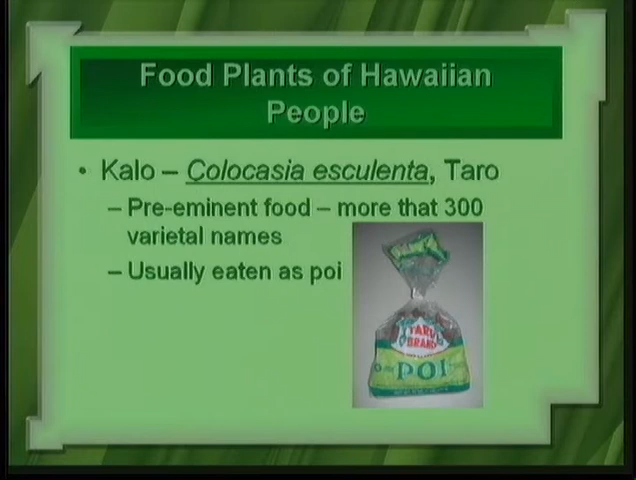 Food Plants of Hawaiian
People
• Kalo – Colocasia esculenta, Taro
– Pre-eminent food – more that 300
varietal names
– Usually eaten as poi
TARO
BRAND
POI